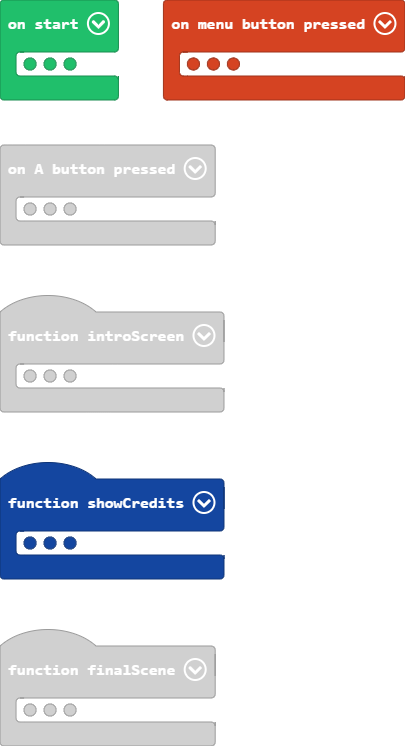 on start
on menu button pressed
on A button pressed
function introScreen
function showCredits
function finalScene